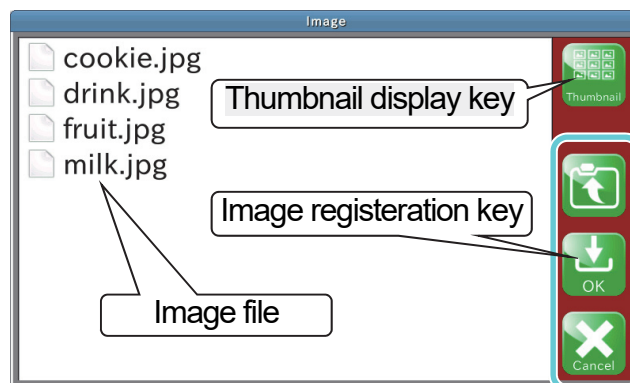 Image
cookie.jpg
drink.jpg
fruit.jpg
milk.jpg
Thumbnail display key
Thumbnail
Image registeration key
OK
Image file
Cancel